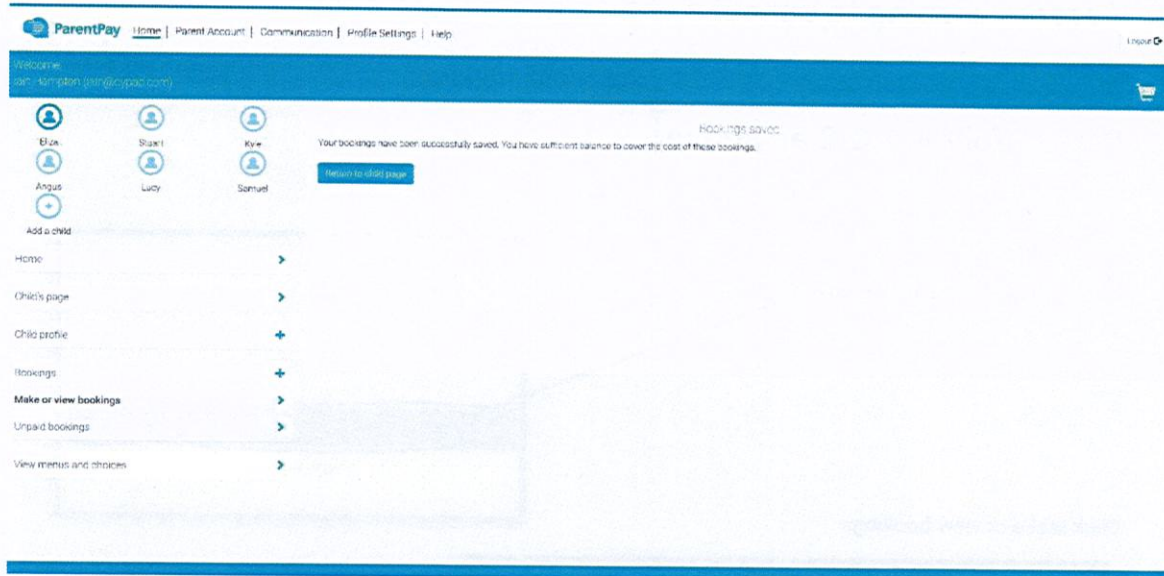 ParentPay Home | Parent Account | Communication | Profile Settings | Help
Logout
Welcome
Hampton
Bookings saved
Your bookings have been successfully saved. You have sufficient balance to cover the cost of these bookings.
Return to child page
Eliza Stuart Kyle
Angus Lucy Samuel
Add a child
Home
Child's page
Child profile
Bookings
Make or view bookings
Unpaid bookings
View menus and choices